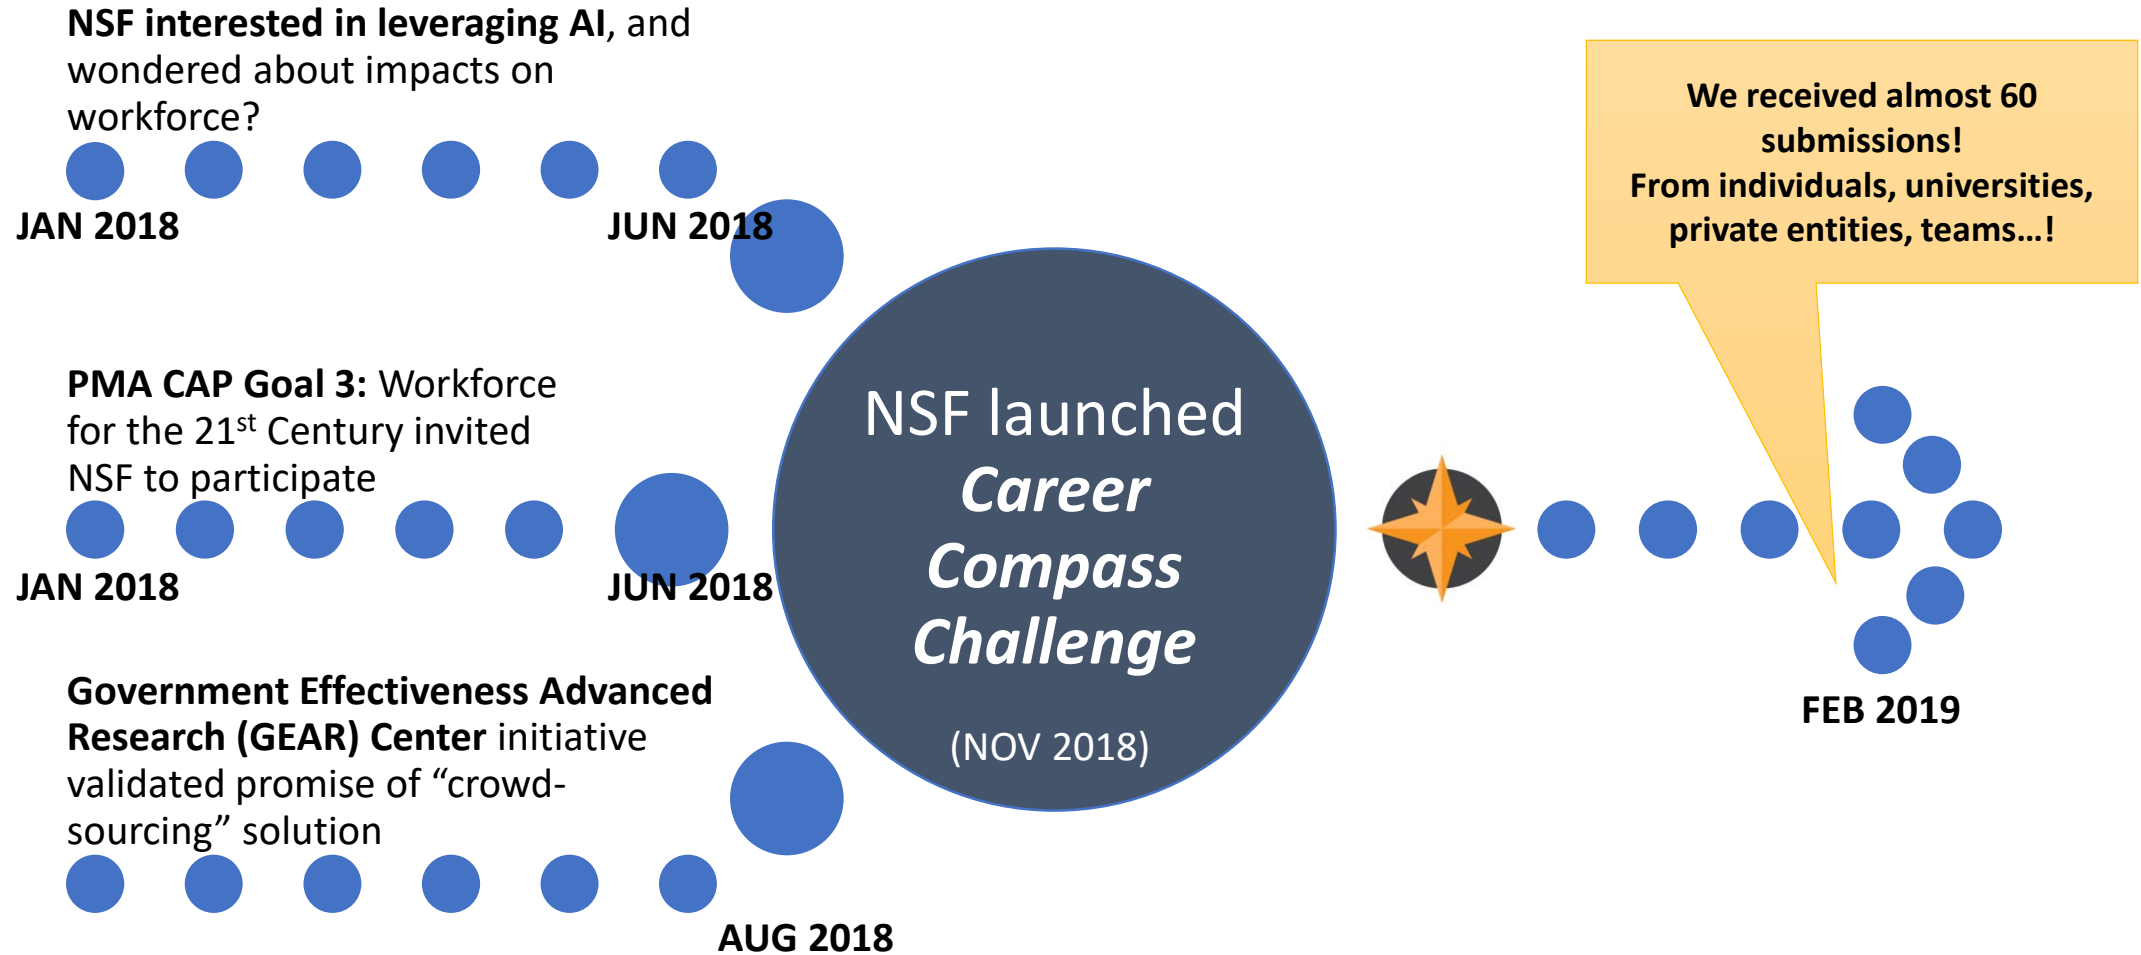 NSF interested in leveraging AI, and
wondered about impacts on
workforce?
JAN 2018
JUN 2018
PMA CAP Goal 3: Workforce
for the 21st Century invited
NSF to participate
JAN 2018
JUN 2018
Government Effectiveness Advanced
Research (GEAR) Center initiative
validated promise of “crowd-
sourcing” solution
AUG 2018
NSF launched
Career
Compass
Challenge
(NOV 2018)
We received almost 60
submissions!
From individuals, universities,
private entities, teams…!
FEB 2019